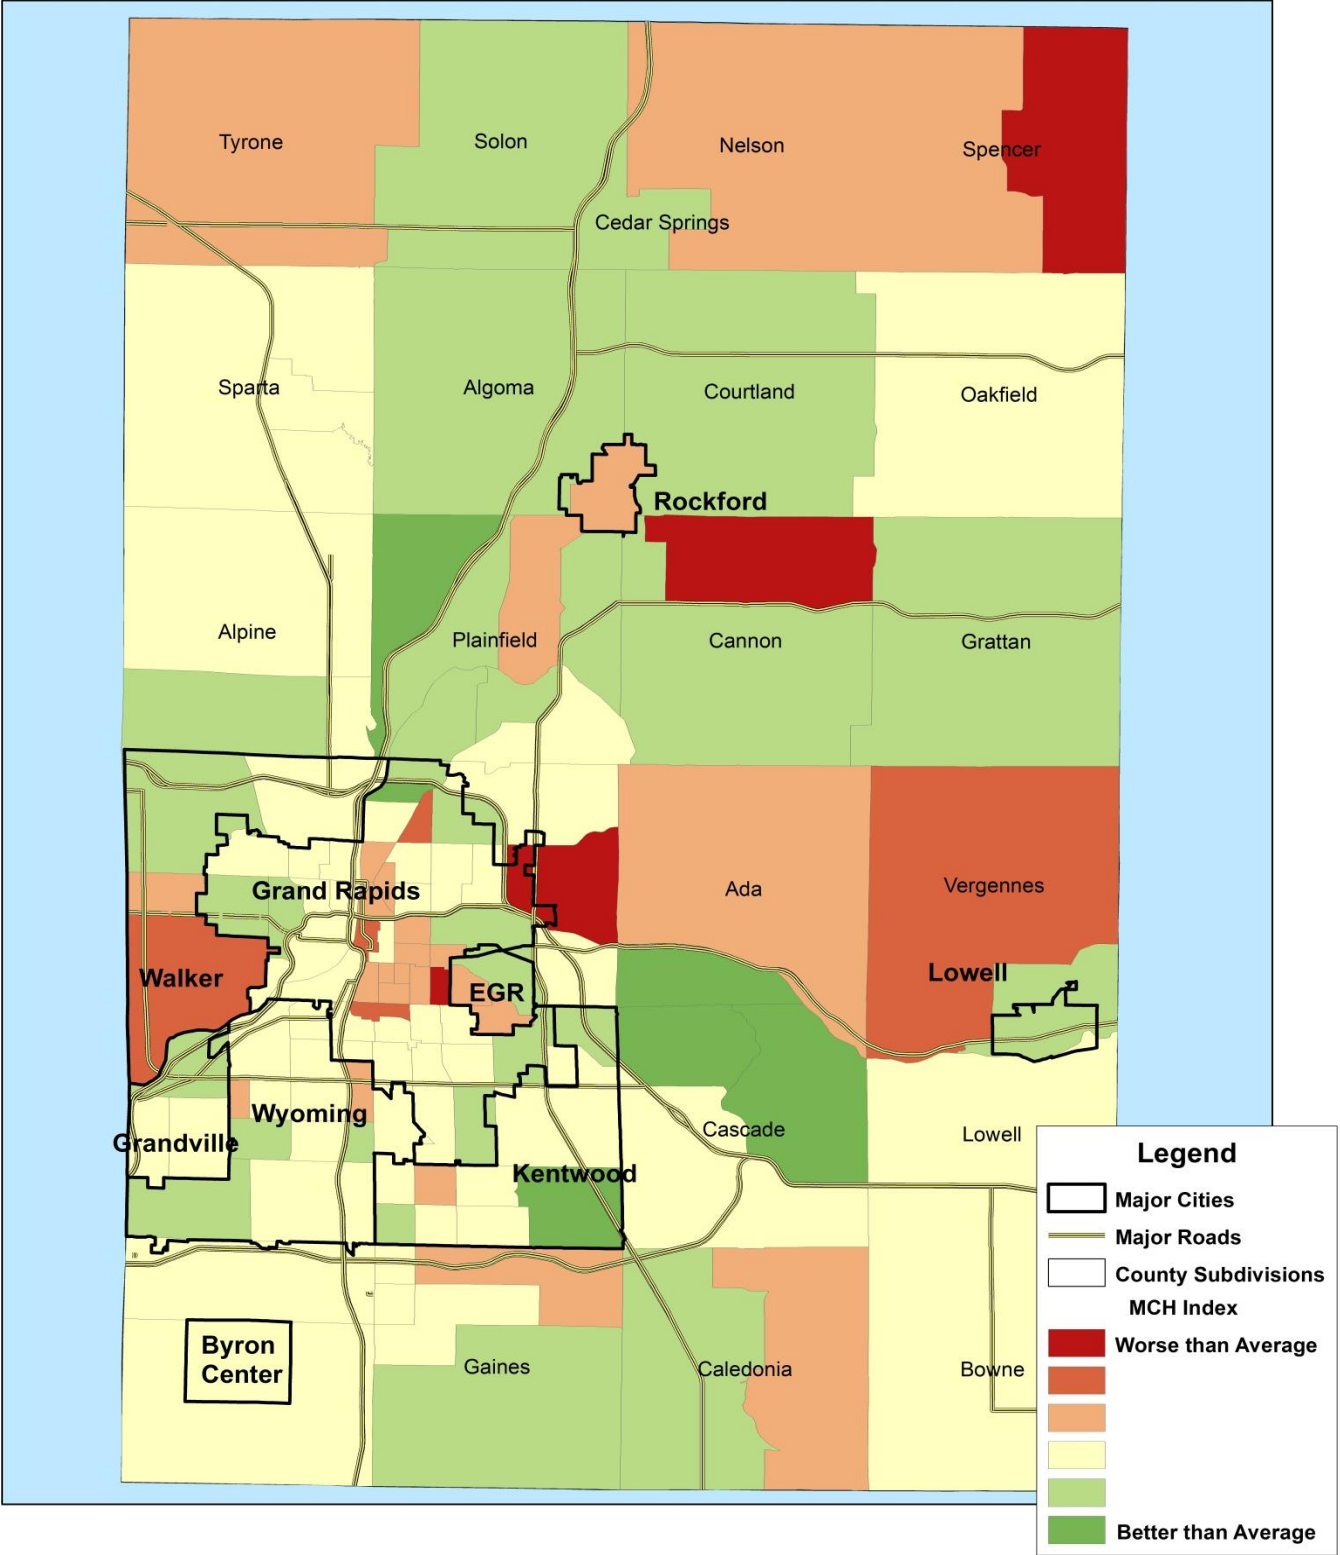 Tyrone
Solon
Nelson
Spencer
Cedar Springs
Sparta
Algoma
Courtland
Oakfield
Rockford
Alpine
Plainfield
Cannon
Grattan
Grand Rapids
Ada
Vergennes
Walker
EGR
Lowell
Wyoming
Grandville
Cascade
Lowell
Kentwood
Byron
Center
Gaines
Caledonia
Bowne
Legend
Major Cities
Major Roads
County Subdivisions
MCH Index
Worse than Average
Better than Average